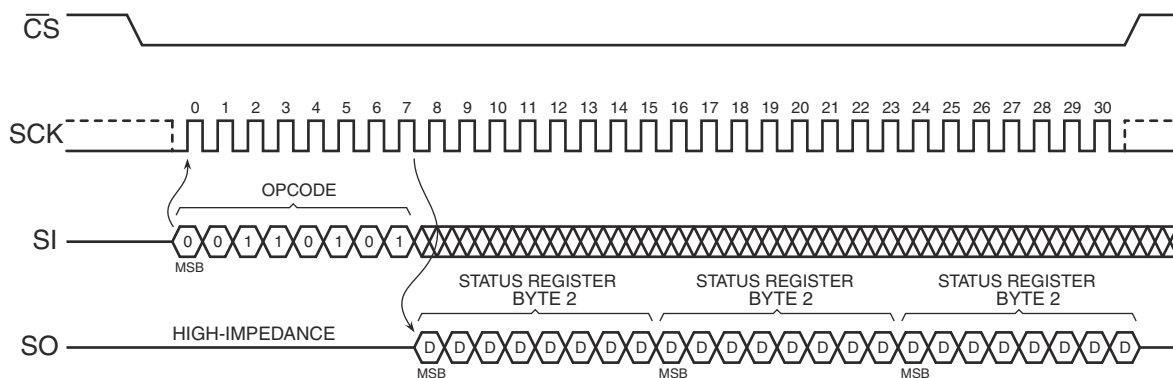 CS
0 1 2 3 4 5 6 7 8 9 10 11 12 13 14 15 16 17 18 19 20 21 22 23 24 25 26 27 28 29 30
SCK
OPCODE
SI 0 0 1 1 0 1 0 1
MSB
STATUS REGISTER
BYTE 2
STATUS REGISTER
BYTE 2
STATUS REGISTER
BYTE 2
HIGH-IMPEDANCE
SO D D D D D D D D D D D D D D D D D D D D D D D D
MSB MSB MSB